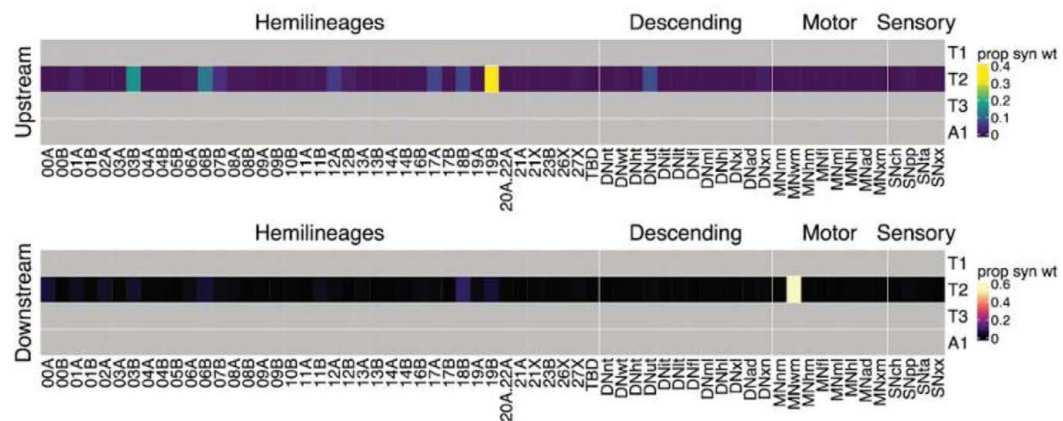 Hemilineages Descending Motor Sensory
Upstream
T1
T2
T3
A1
prop syn wt
0.4
0.3
0.2
0.1
0
00A 00B 01A 01B 02A 03A 03B 04A 04B 05B 06A 06B 07B 08A 08B 09A 09B 10B 11A 11B 12A 12B 13A 13B 14A 14B 16B 17A 17B 18B 19A 19B 20A.22A 21A 21X 23B 26X 27X TBD DNnt DNwt DNht DNut DNit DNlt DNfl DNml DNhl DNxl DNad DNxn MNnm MNwm MNhm MNfl MNml MNhl MNad MNxm SNch SNpp SNta SNxx
Hemilineages Descending Motor Sensory
Downstream
T1
T2
T3
A1
prop syn wt
0.6
0.4
0.2
0
00A 00B 01A 01B 02A 03A 03B 04A 04B 05B 06A 06B 07B 08A 08B 09A 09B 10B 11A 11B 12A 12B 13A 13B 14A 14B 16B 17A 17B 18B 19A 19B 20A.22A 21A 21X 23B 26X 27X TBD DNnt DNwt DNht DNut DNit DNlt DNfl DNml DNhl DNxl DNad DNxn MNnm MNwm MNhm MNfl MNml MNhl MNad MNxm SNch SNpp SNta SNxx